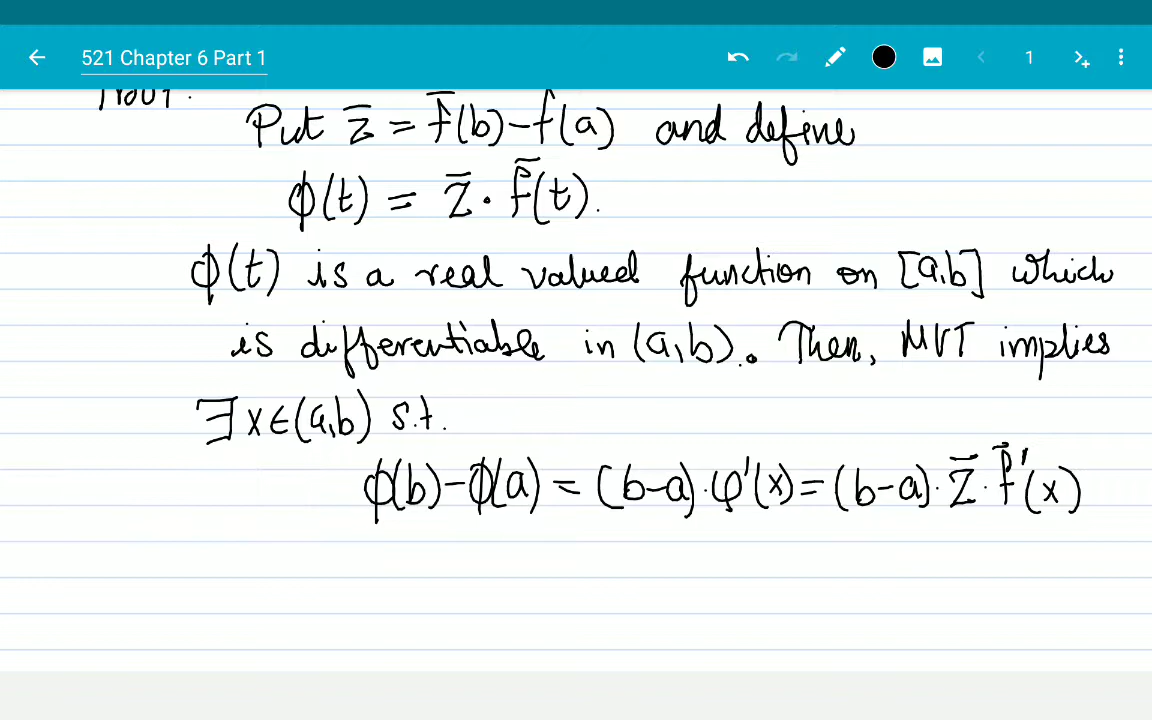 521 Chapter 6 Part 1
1
Proof.
Put z̄ = f̄(b) - f̄(a) and define
ϕ(t) = z̄ · f̄(t).
ϕ(t) is a real valued function on [a,b] which
is differentiable in (a,b). Then, MVT implies
∃ x ∈ (a,b) s.t.
ϕ(b) - ϕ(a) = (b-a)·φ'(x) = (b-a)· z̄ · f̄'(x)